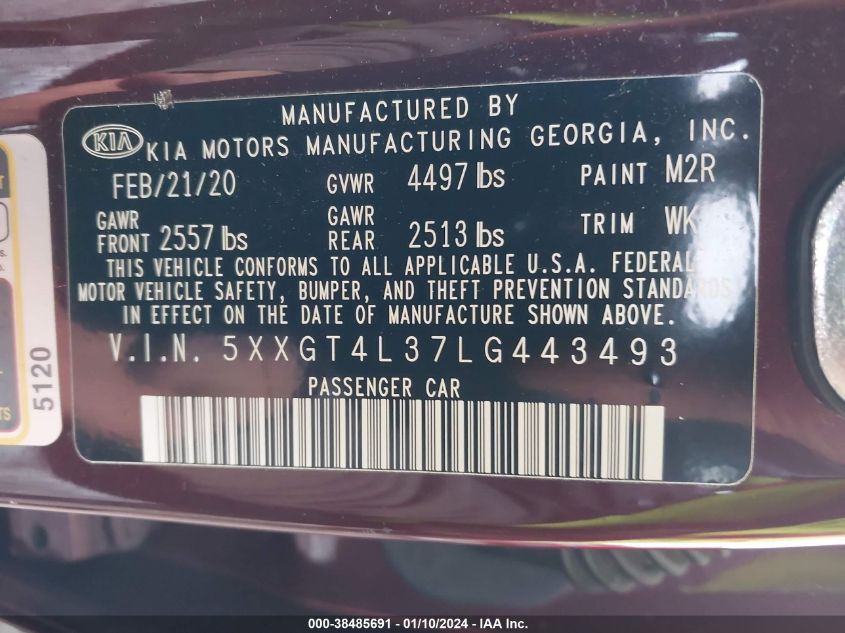 MANUFACTURED BY
KIA KIA MOTORS MANUFACTURING GEORGIA, INC.
FEB/21/20 GVWR 4497 lbs PAINT M2R
GAWR FRONT 2557 lbs GAWR REAR 2513 lbs TRIM WK
THIS VEHICLE CONFORMS TO ALL APPLICABLE U.S.A. FEDERAL
MOTOR VEHICLE SAFETY, BUMPER, AND THEFT PREVENTION STANDARDS
IN EFFECT ON THE DATE OF MANUFACTURE SHOWN ABOVE.
V.I.N. 5XXGT4L37LG443493
PASSENGER CAR
5120
000-38485691 - 01/10/2024 - IAA Inc.